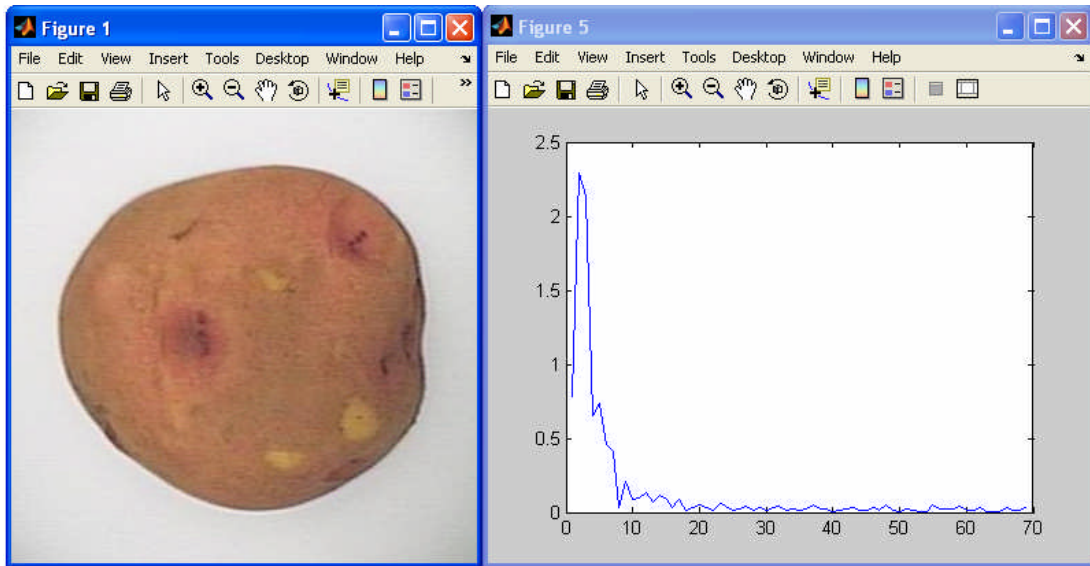 Figure 1
File Edit View Insert Tools Desktop Window Help
Figure 5
File Edit View Insert Tools Desktop Window Help
2.5
2
1.5
1
0.5
0
0 10 20 30 40 50 60 70